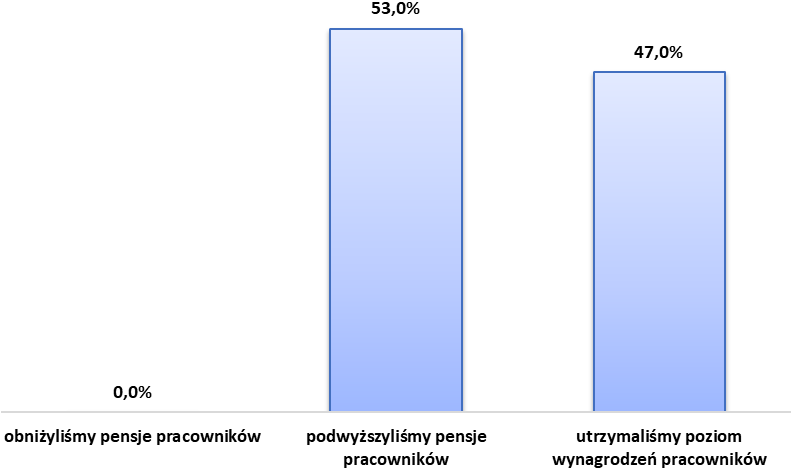 53,0%
47,0%
0,0%
obniżyliśmy pensje pracowników
podwyższyliśmy pensje
pracowników
utrzymaliśmy poziom
wynagrodzeń pracowników